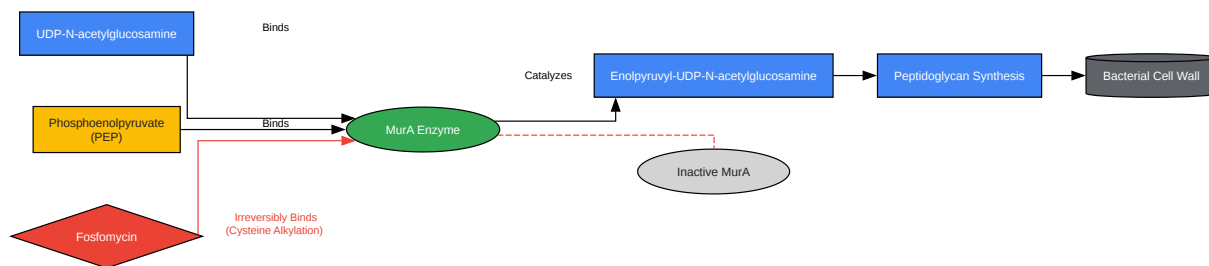 UDP-N-acetylglucosamine
Binds
Catalyzes
Enolpyruvyl-UDP-N-acetylglucosamine
Peptidoglycan Synthesis
Bacterial Cell Wall
Phosphoenolpyruvate
(PEP)
Binds
MurA Enzyme
Inactive MurA
Fosfomycin
Irreversibly Binds
(Cysteine Alkylation)